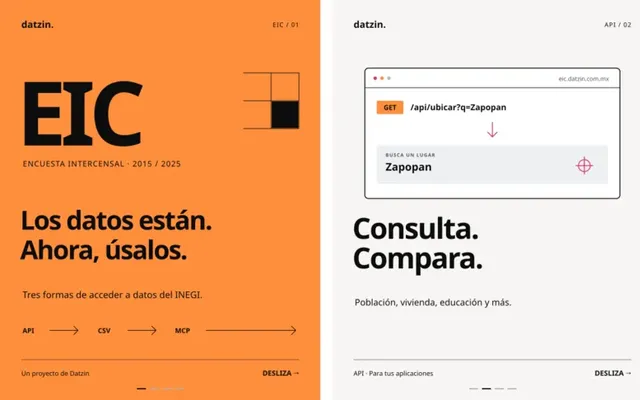 datzin.
EIC / 01
EIC
ENCUESTA INTERCENSAL · 2015 / 2025
Los datos están.
Ahora, úsalos.
Tres formas de acceder a datos del INEGI.
API → CSV → MCP →
Un proyecto de Datzin
DESLIZA →
datzin.
API / 02
eic.datzin.com.mx
GET /api/ubicar?q=Zapopan
BUSCA UN LUGAR
Zapopan
Consulta.
Compara.
Población, vivienda, educación y más.
API · Para tus aplicaciones
DESLIZA →